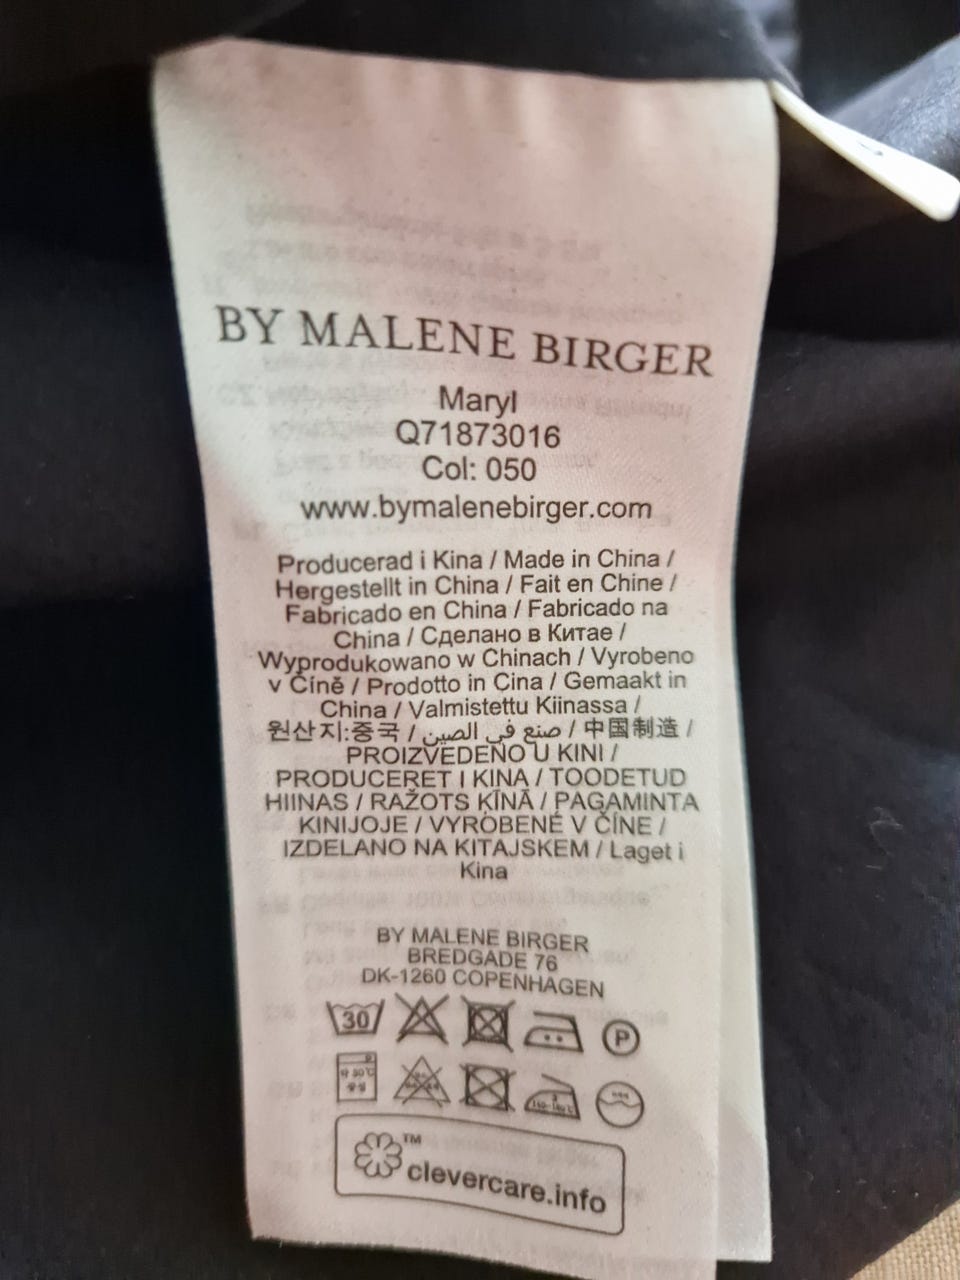 BY MALENE BIRGER
Maryl
Q71873016
Col: 050
www.bymalenebirger.com
Producerad i Kina / Made in China /
Hergestellt in China / Fait en Chine /
Fabricado en China / Fabricado na
China / Сделано в Китае /
Wyprodukowano w Chinach / Vyrobeno
v Číně / Prodotto in Cina / Gemaakt in
China / Valmistettu Kiinassa /
원산지:중국 / صنع في الصين / 中国制造 /
PROIZVEDENO U KINI /
PRODUCERET I KINA / TOODETUD
HIINAS / RAŽOTS ĶĪNĀ / PAGAMINTA
KINIJOJE / VYROBENÉ V ČÍNE /
IZDELANO NA KITAJSKEM / Laget i
Kina
BY MALENE BIRGER
BREDGADE 76
DK-1260 COPENHAGEN
30 P
clevercare.info™